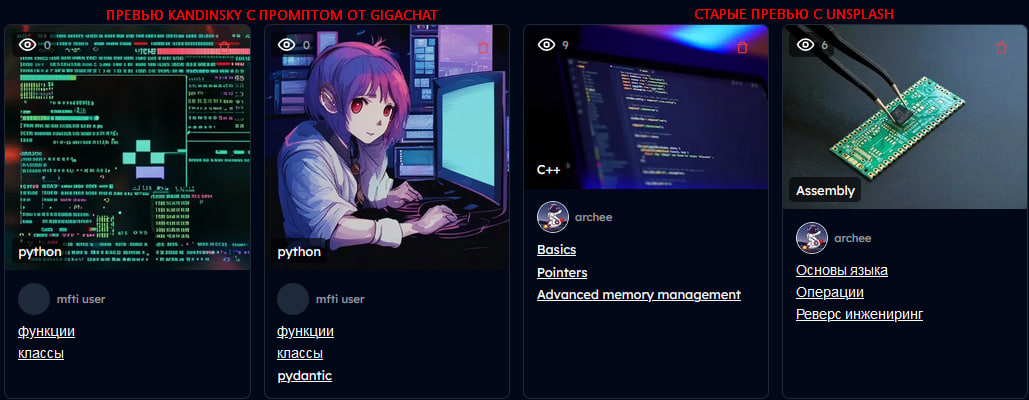 ПРЕВЬЮ KANDINSKY С ПРОМПТОМ ОТ GIGACHAT
СТАРЫЕ ПРЕВЬЮ С UNSPLASH
0
0
9
6
python
python
C++
Assembly
mfti user
функции
классы
mfti user
функции
классы
pydantic
archee
Basics
Pointers
Advanced memory management
archee
Основы языка
Операции
Реверс инжениринг